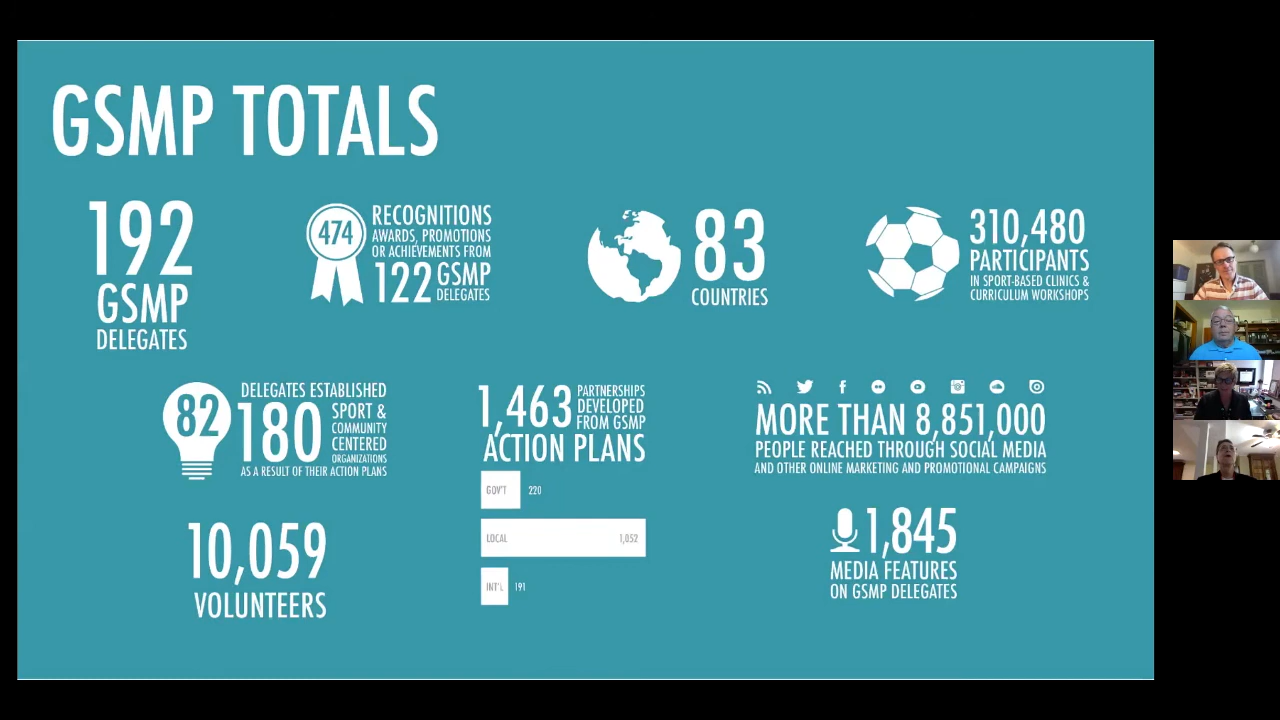 GSMP TOTALS
192
GSMP
DELEGATES
474
RECOGNITIONS
AWARDS, PROMOTIONS
OR ACHIEVEMENTS FROM
122 GSMP
DELEGATES
83
COUNTRIES
310,480
PARTICIPANTS
IN SPORT-BASED CLINICS &
CURRICULUM WORKSHOPS
82
DELEGATES ESTABLISHED
180 SPORT &
COMMUNITY
CENTERED
ORGANIZATIONS
AS A RESULT OF THEIR ACTION PLANS
1,463 PARTNERSHIPS
DEVELOPED
FROM GSMP
ACTION PLANS
GOV'T 220
LOCAL 1,052
INT'L 191
MORE THAN 8,851,000
PEOPLE REACHED THROUGH SOCIAL MEDIA
AND OTHER ONLINE MARKETING AND PROMOTIONAL CAMPAIGNS
10,059
VOLUNTEERS
1,845
MEDIA FEATURES
ON GSMP DELEGATES